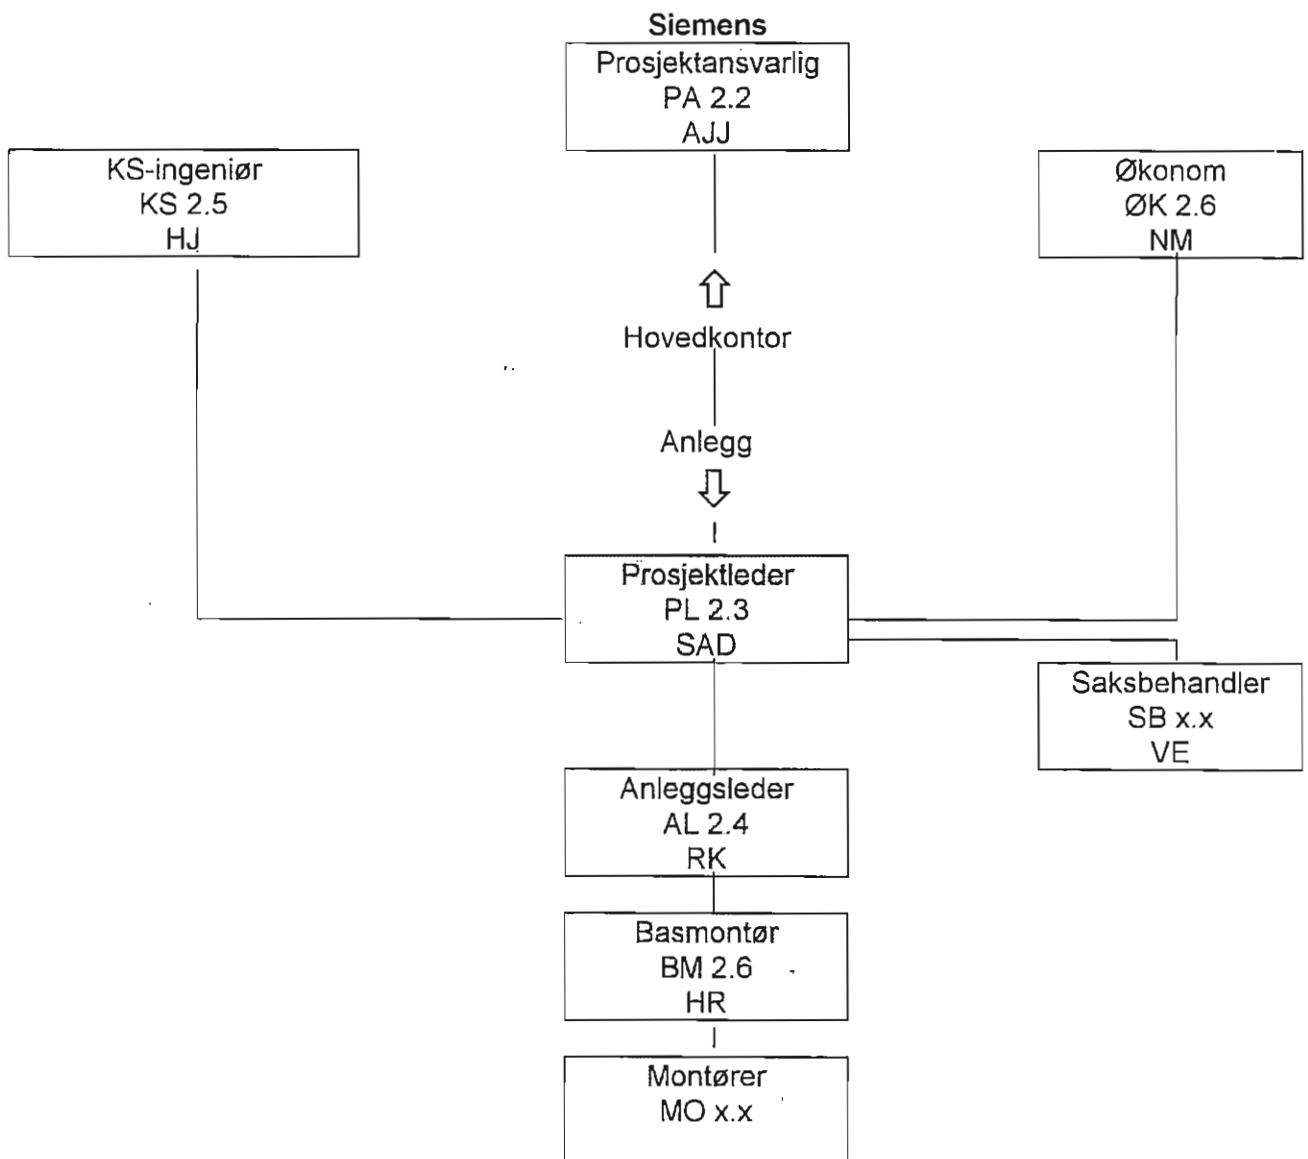 Siemens
Prosjektansvarlig
PA 2.2
AJJ
KS-ingeniør
KS 2.5
HJ
Økonom
ØK 2.6
NM
Hovedkontor
Anlegg
Prosjektleder
PL 2.3
SAD
Saksbehandler
SB x.x
VE
Anleggsleder
AL 2.4
RK
Basmontør
BM 2.6
HR
Montører
MO x.x